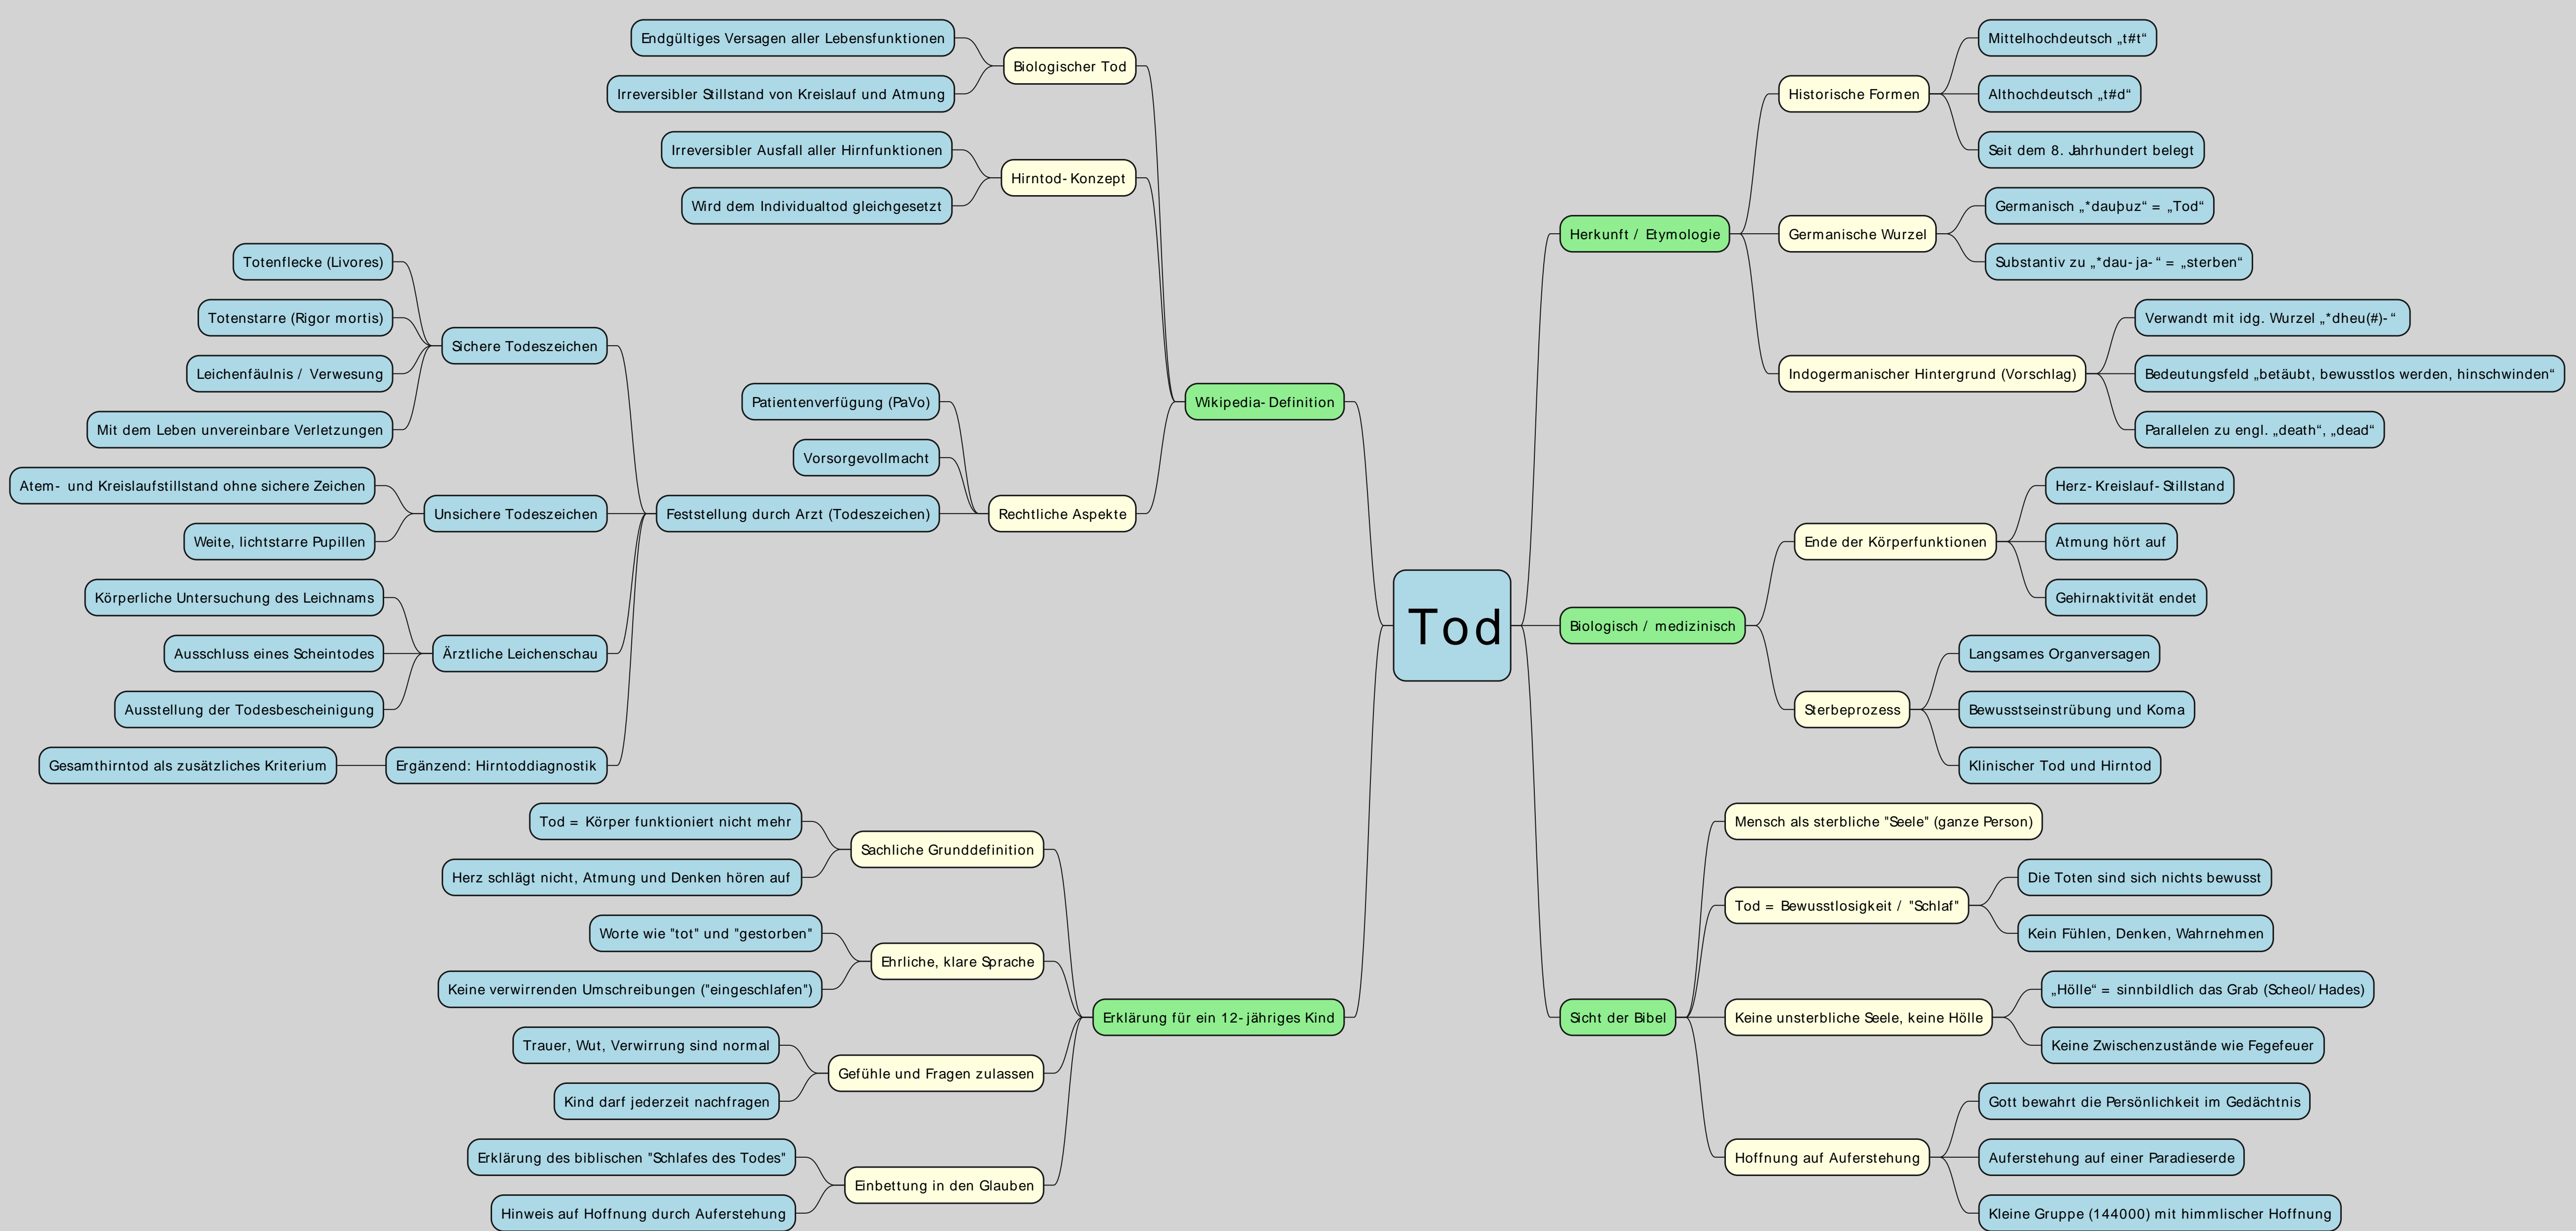 Tod
Herkunft / Etymologie
Historische Formen
Mittelhochdeutsch „t#t“
Althochdeutsch „t#d“
Seit dem 8. Jahrhundert belegt
Germanische Wurzel
Germanisch „*dauþuz“ = „Tod“
Substantiv zu „*dau-ja-“ = „sterben“
Indogermanischer Hintergrund (Vorschlag)
Verwandt mit idg. Wurzel „*dheu(#)-“
Bedeutungsfeld „betäubt, bewusstlos werden, hinschwinden“
Parallelen zu engl. „death“, „dead“
Biologisch / medizinisch
Ende der Körperfunktionen
Herz-Kreislauf-Stillstand
Atmung hört auf
Gehirnaktivität endet
Sterbeprozess
Langsames Organversagen
Bewusstseinstrübung und Koma
Klinischer Tod und Hirntod
Sicht der Bibel
Mensch als sterbliche "Seele" (ganze Person)
Tod = Bewusstlosigkeit / "Schlaf"
Die Toten sind sich nichts bewusst
Kein Fühlen, Denken, Wahrnehmen
Keine unsterbliche Seele, keine Hölle
„Hölle“ = sinnbildlich das Grab (Scheol/Hades)
Keine Zwischenzustände wie Fegefeuer
Hoffnung auf Auferstehung
Gott bewahrt die Persönlichkeit im Gedächtnis
Auferstehung auf einer Paradieserde
Kleine Gruppe (144000) mit himmlischer Hoffnung
Wikipedia-Definition
Biologischer Tod
Endgültiges Versagen aller Lebensfunktionen
Irreversibler Stillstand von Kreislauf und Atmung
Hirntod-Konzept
Irreversibler Ausfall aller Hirnfunktionen
Wird dem Individualtod gleichgesetzt
Rechtliche Aspekte
Patientenverfügung (PaVo)
Vorsorgevollmacht
Feststellung durch Arzt (Todeszeichen)
Sichere Todeszeichen
Totenflecke (Livores)
Totenstarre (Rigor mortis)
Leichenfäulnis / Verwesung
Mit dem Leben unvereinbare Verletzungen
Unsichere Todeszeichen
Atem- und Kreislaufstillstand ohne sichere Zeichen
Weite, lichtstarre Pupillen
Ärztliche Leichenschau
Körperliche Untersuchung des Leichnams
Ausschluss eines Scheintodes
Ausstellung der Todesbescheinigung
Ergänzend: Hirntoddiagnostik
Gesamthirntod als zusätzliches Kriterium
Erklärung für ein 12-jähriges Kind
Sachliche Grunddefinition
Tod = Körper funktioniert nicht mehr
Herz schlägt nicht, Atmung und Denken hören auf
Ehrliche, klare Sprache
Worte wie "tot" und "gestorben"
Keine verwirrenden Umschreibungen ("eingeschlafen")
Gefühle und Fragen zulassen
Trauer, Wut, Verwirrung sind normal
Kind darf jederzeit nachfragen
Einbettung in den Glauben
Erklärung des biblischen "Schlafes des Todes"
Hinweis auf Hoffnung durch Auferstehung